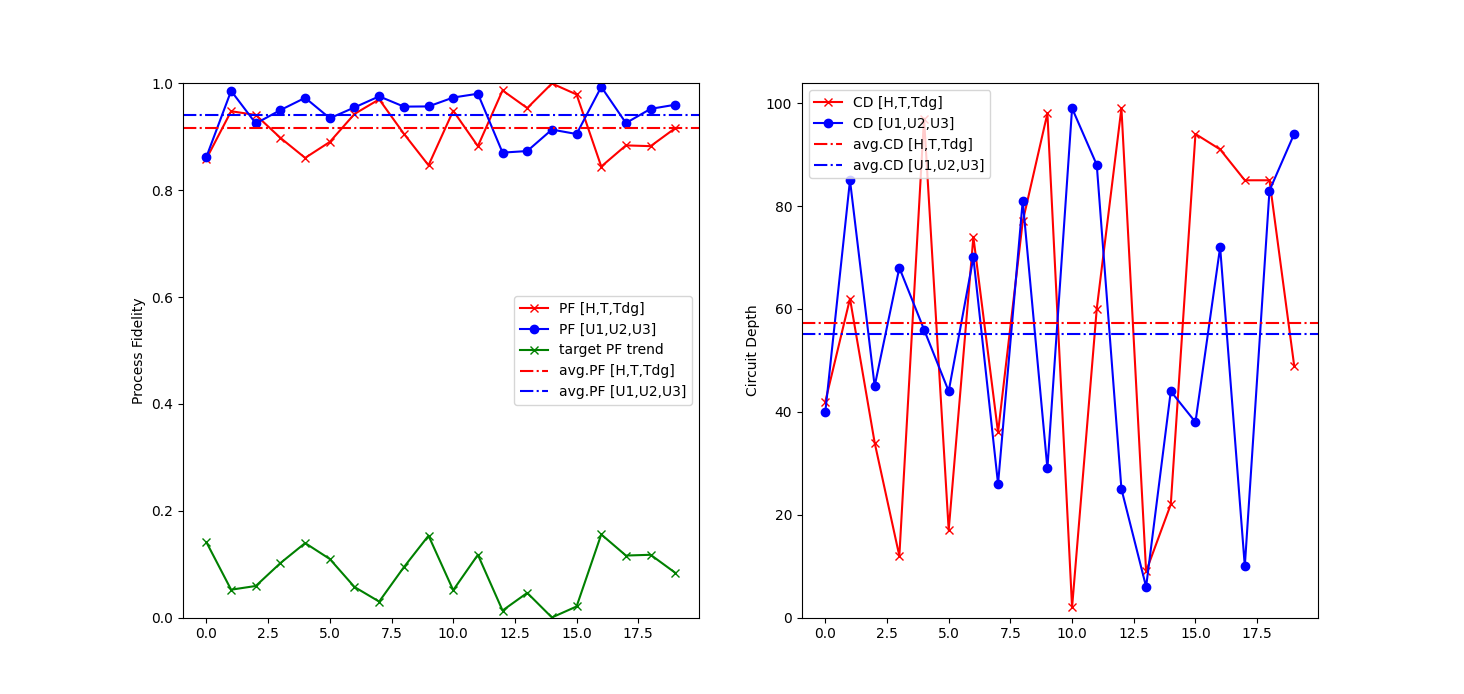 1.0
0.8
0.6
0.4
0.2
0.0
Process Fidelity
PF [H,T,Tdg]
PF [U1,U2,U3]
target PF trend
avg.PF [H,T,Tdg]
avg.PF [U1,U2,U3]
0.0 2.5 5.0 7.5 10.0 12.5 15.0 17.5
100
80
60
40
20
0
Circuit Depth
CD [H,T,Tdg]
CD [U1,U2,U3]
avg.CD [H,T,Tdg]
avg.CD [U1,U2,U3]
0.0 2.5 5.0 7.5 10.0 12.5 15.0 17.5